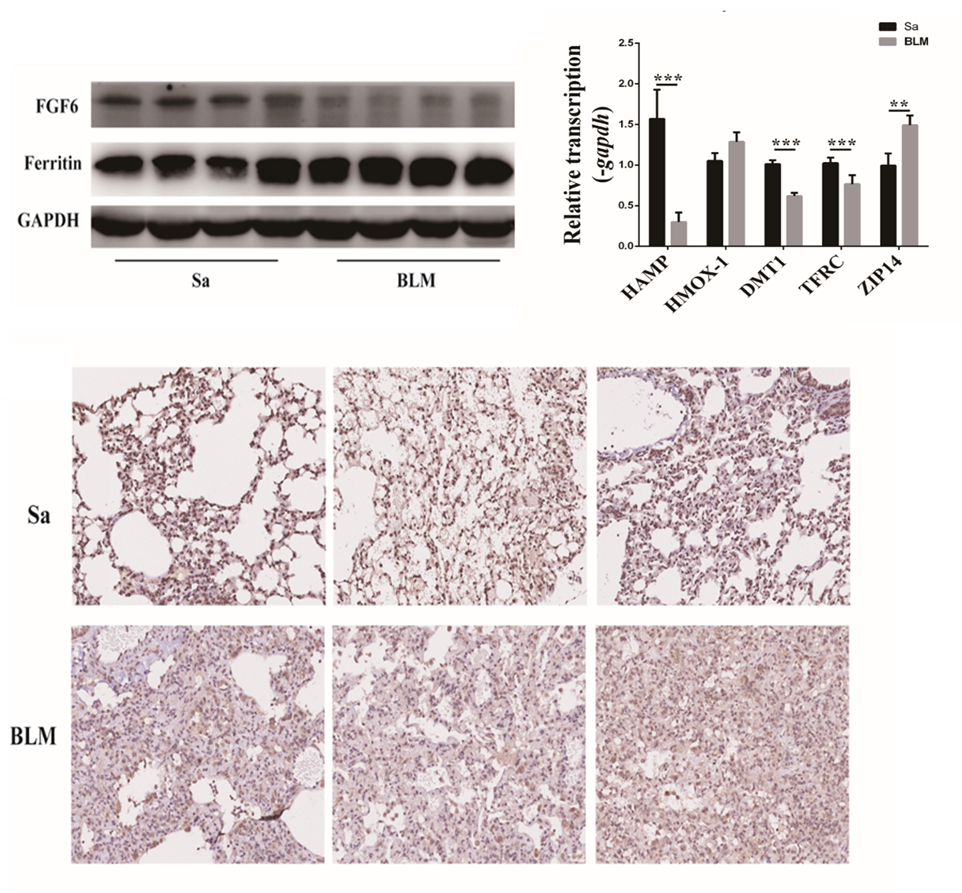 FGF6
Ferritin
GAPDH
Sa
BLM
Sa
BLM
Relative transcription
(-gapdh)
2.5
2.0
1.5
1.0
0.5
0.0
***
***
***
**
HAMP
HMOX-1
DMT1
TFRC
ZIP14
Sa
BLM